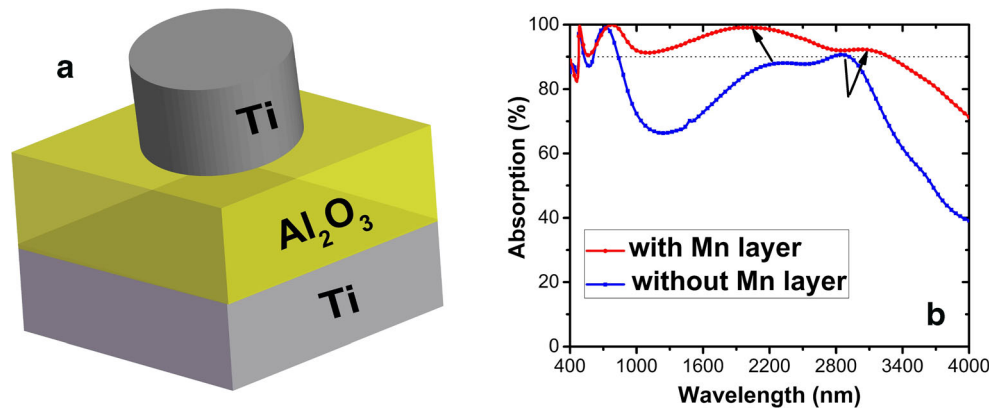 a
Ti
Al₂O₃
Ti
Absorption (%)
100
80
60
40
20
0
with Mn layer
without Mn layer
b
400 1000 1600 2200 2800 3400 4000
Wavelength (nm)